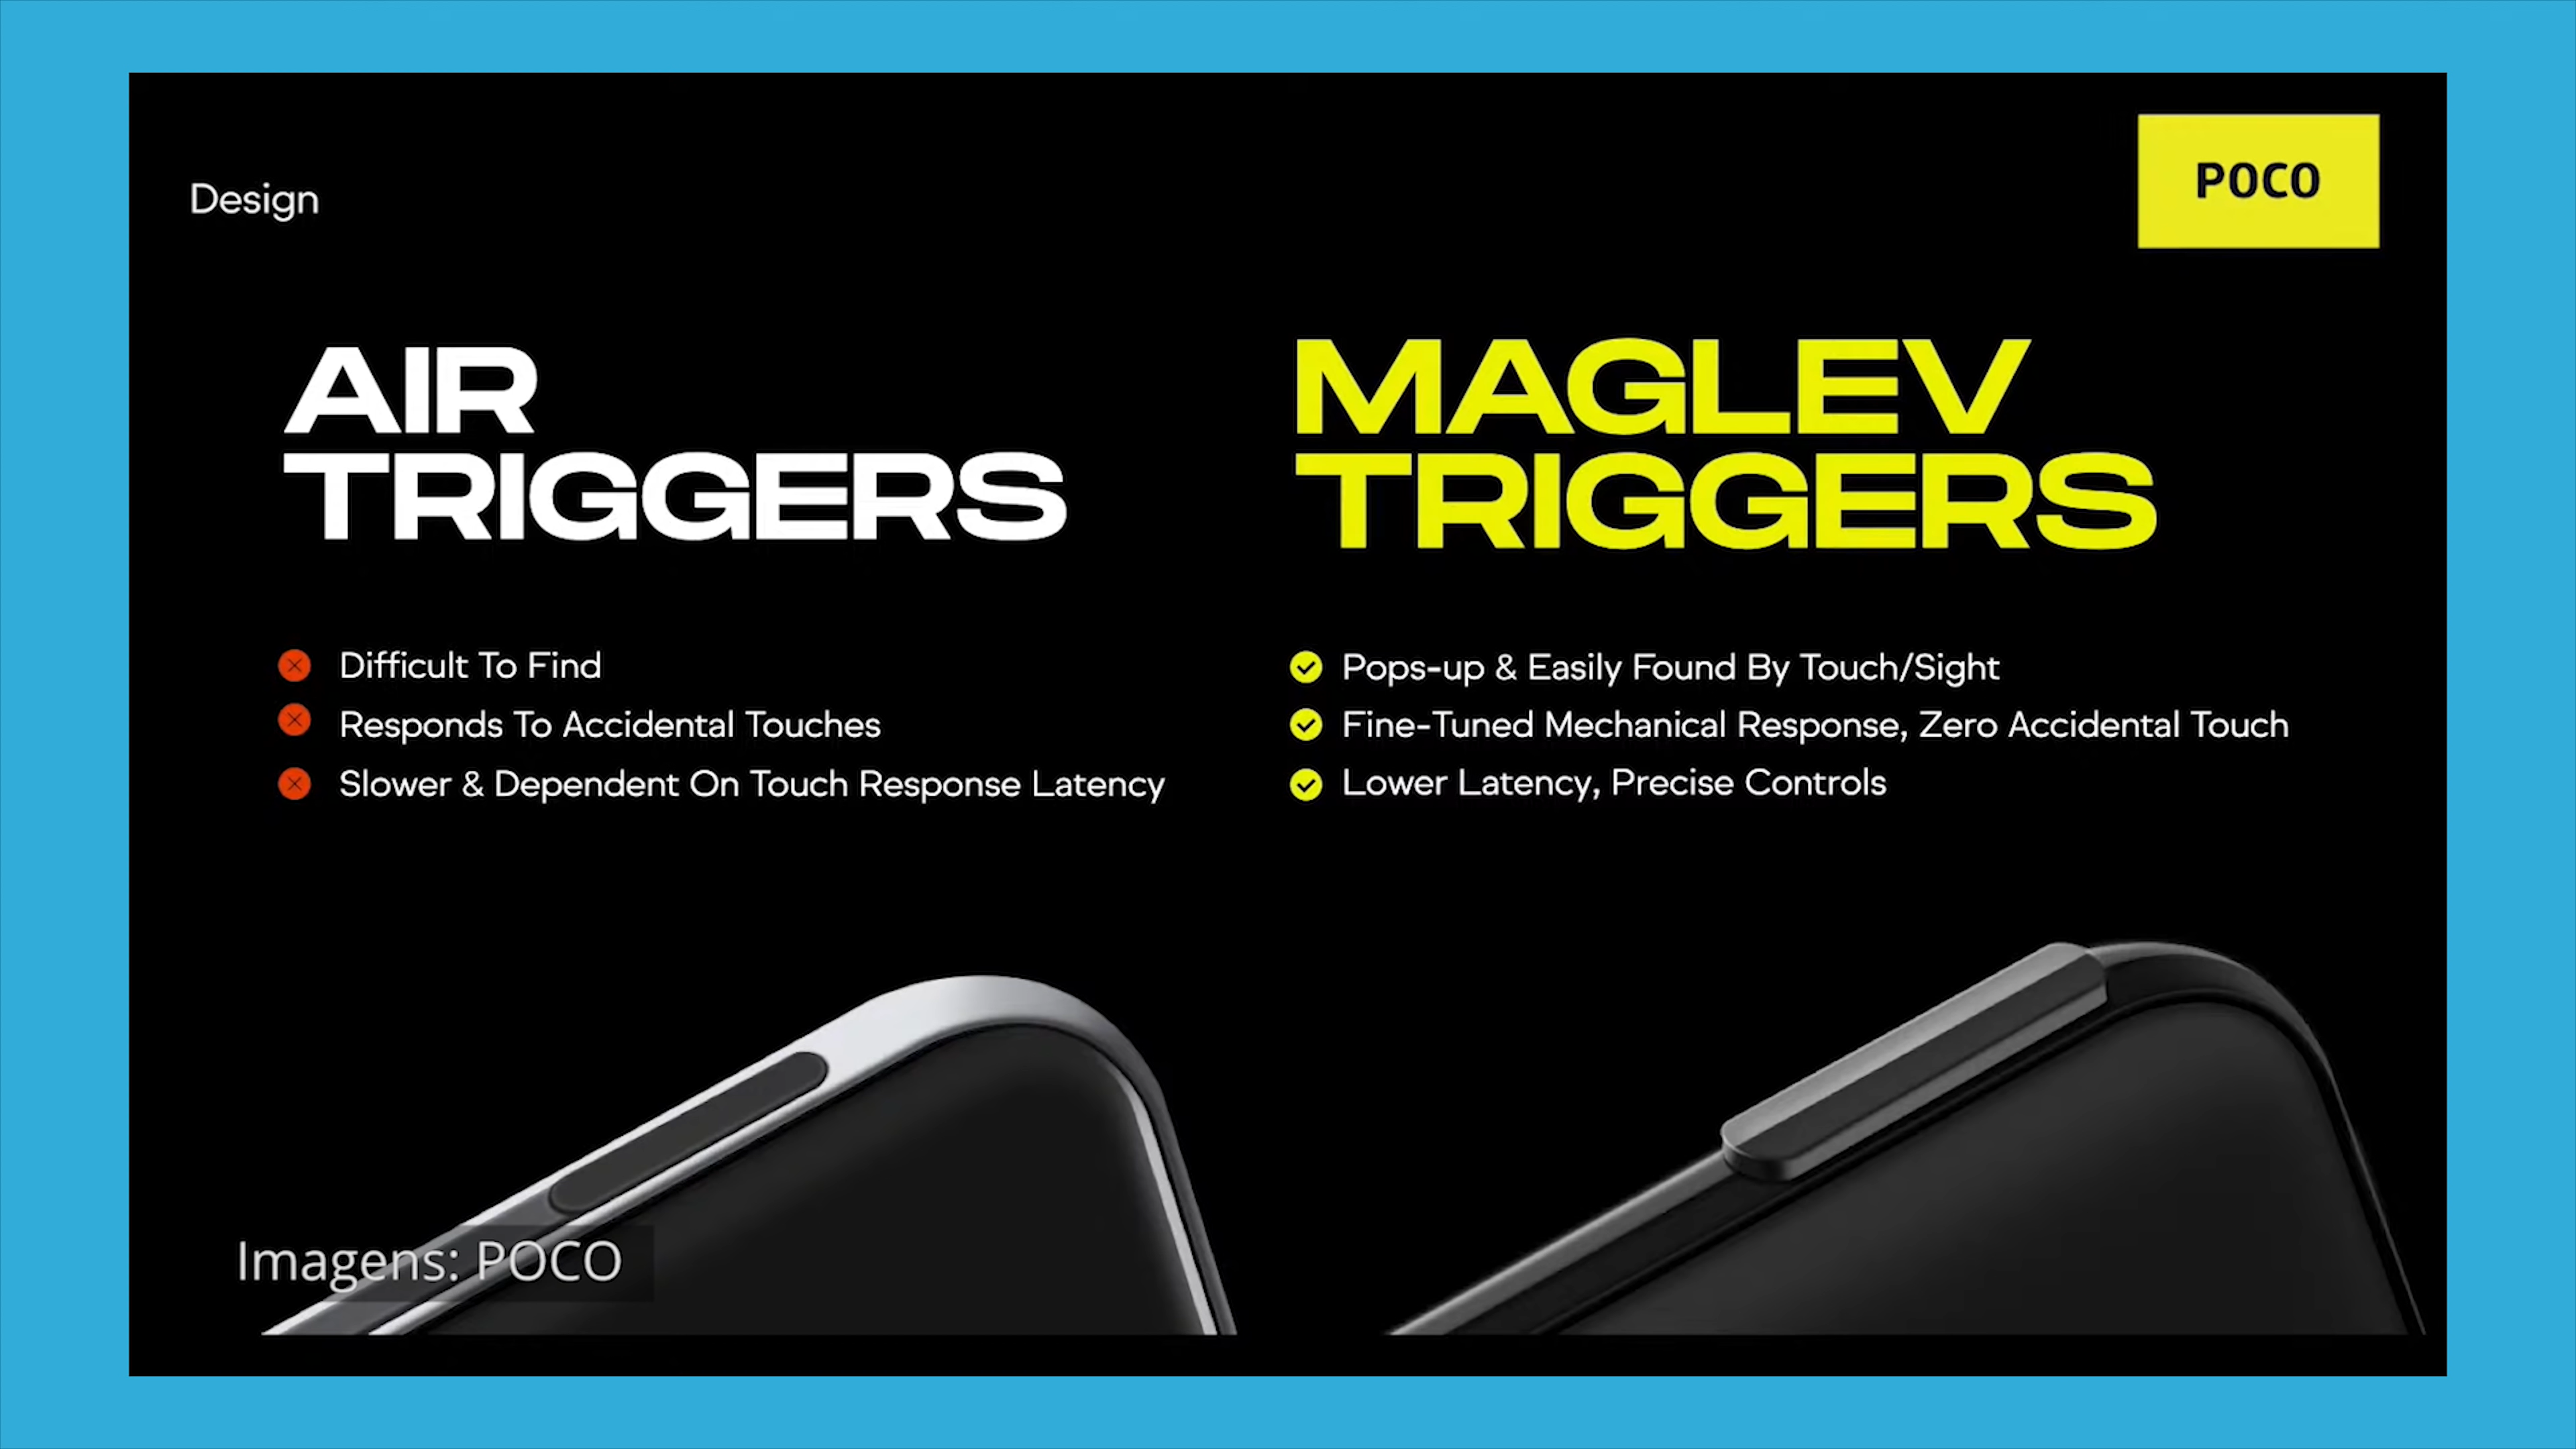 Design
POCO
AIR
TRIGGERS
Difficult To Find
Responds To Accidental Touches
Slower & Dependent On Touch Response Latency
MAGLEV
TRIGGERS
Pops-up & Easily Found By Touch/Sight
Fine-Tuned Mechanical Response, Zero Accidental Touch
Lower Latency, Precise Controls
Imagens: POCO